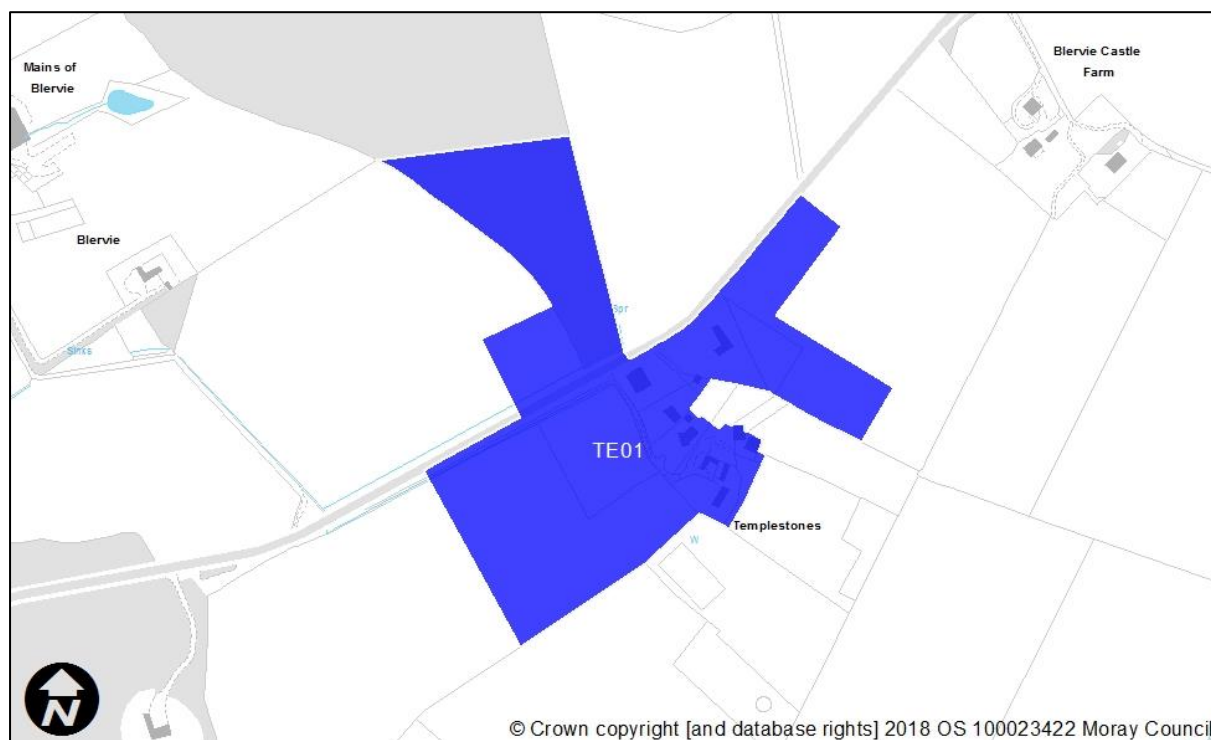 Mains of
Blervie
Blervie Castle
Farm
Blervie
Spr
Sinks
TE01
Templestones
W
N
© Crown copyright [and database rights] 2018 OS 100023422 Moray Council